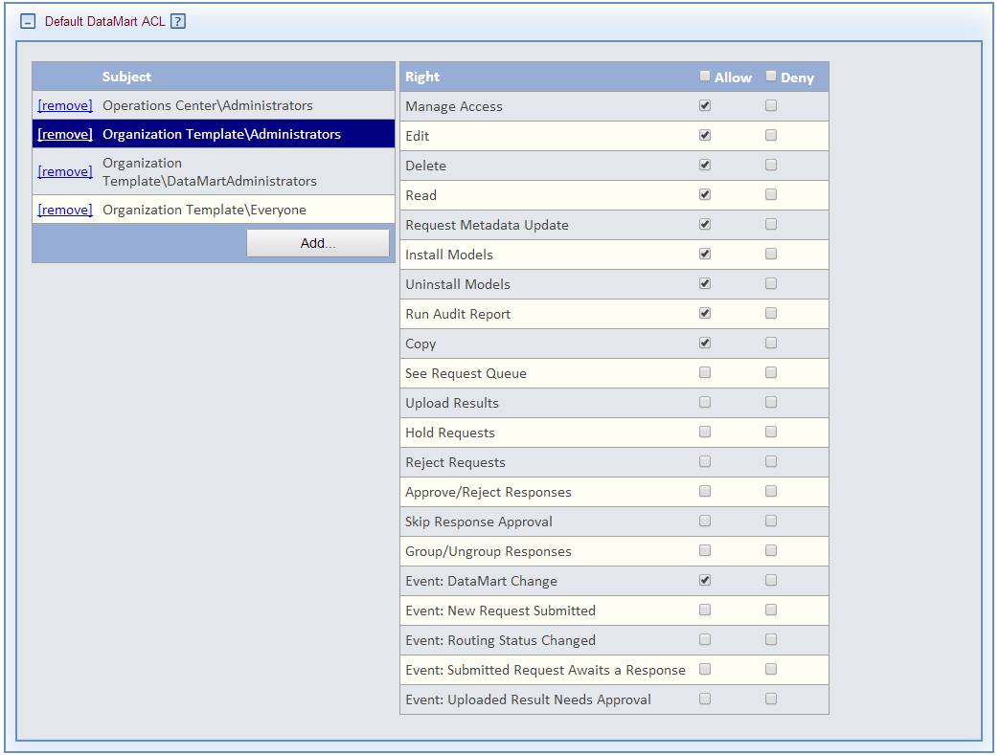 Default DataMart ACL ?
Subject
[remove] Operations Center\Administrators
[remove] Organization Template\Administrators
[remove] Organization
Template\DataMartAdministrators
[remove] Organization Template\Everyone
Add...
Right Allow Deny
Manage Access
Edit
Delete
Read
Request Metadata Update
Install Models
Uninstall Models
Run Audit Report
Copy
See Request Queue
Upload Results
Hold Requests
Reject Requests
Approve/Reject Responses
Skip Response Approval
Group/Ungroup Responses
Event: DataMart Change
Event: New Request Submitted
Event: Routing Status Changed
Event: Submitted Request Awaits a Response
Event: Uploaded Result Needs Approval